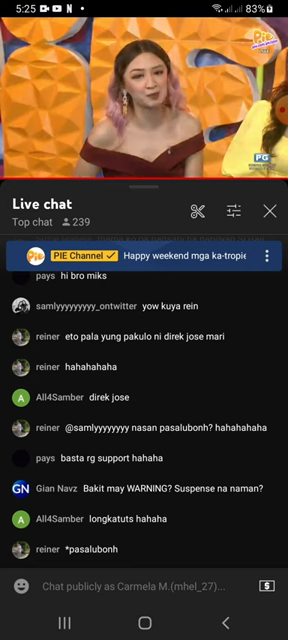 5:25
83%
Pie
PG
Live chat
Top chat 239
PIE Channel Happy weekend mga ka-tropie
pays hi bro miks
samlyyyyyyyyy_ontwitter yow kuya rein
reiner eto pala yung pakulo ni direk jose mari
reiner hahahahaha
All4Samber direk jose
reiner @samlyyyyyyyy nasan pasalubonh? hahahahaha
pays basta rg support hahaha
Gian Navz Bakit may WARNING? Suspense na naman?
All4Samber longkatuts hahaha
reiner *pasalubonh
Chat publicly as Carmela M.(mhel_27)...